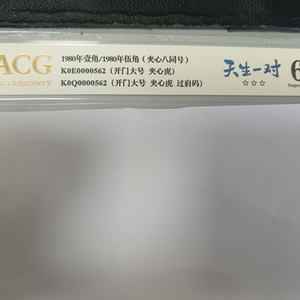 ACG
1980年壹角/1980年伍角（夹心八同号）
K0E0000562（开门大号 夹心虎）
K0Q0000562（开门大号 夹心虎 过肩码）
天生一对
☆☆☆
6